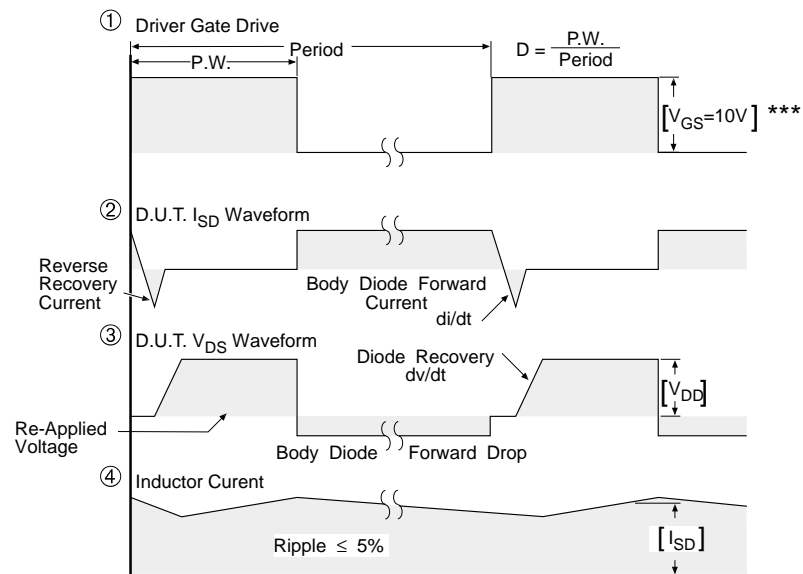 ① Driver Gate Drive
Period
P.W.
D = P.W.
Period
[VGS=10V] ***
② D.U.T. ISD Waveform
Reverse
Recovery
Current
Body Diode Forward
Current
di/dt
③ D.U.T. VDS Waveform
Diode Recovery
dv/dt
[VDD]
Re-Applied
Voltage
Body Diode Forward Drop
④ Inductor Curent
Ripple ≤ 5%
[ISD]